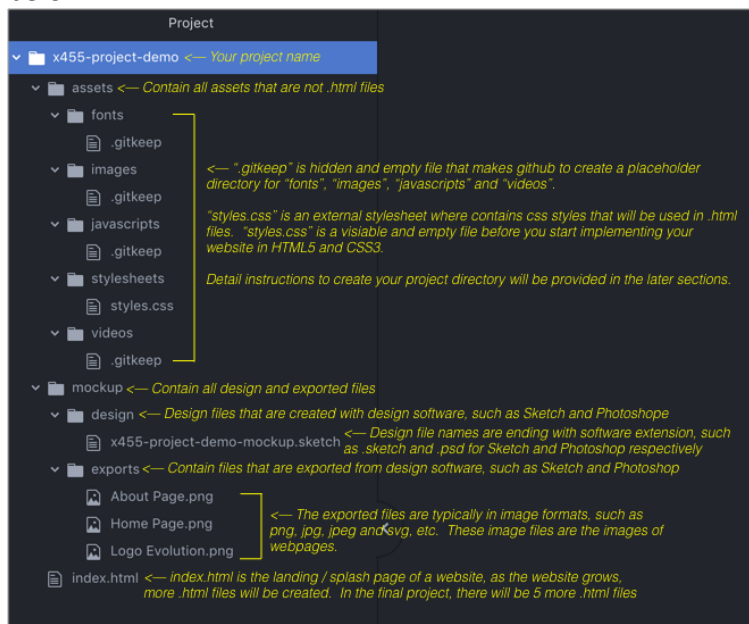 Project
x455-project-demo <— Your project name
assets <— Contain all assets that are not .html files
fonts
.gitkeep
images
<— “.gitkeep” is hidden and empty file that makes github to create a placeholder
directory for “fonts”, “images”, “javascripts” and “videos”.
.gitkeep
javascripts
“styles.css” is an external stylesheet where contains css styles that will be used in .html
files. “styles.css” is a visiable and empty file before you start implementing your
website in HTML5 and CSS3.
.gitkeep
stylesheets
Detail instructions to create your project directory will be provided in the later sections.
styles.css
videos
.gitkeep
mockup <— Contain all design and exported files
design <— Design files that are created with design software, such as Sketch and Photoshope
x455-project-demo-mockup.sketch <— Design file names are ending with software extension, such
as .sketch and .psd for Sketch and Photoshop respectively
exports <— Contain files that are exported from design software, such as Sketch and Photoshop
About Page.png
Home Page.png
Logo Evolution.png
<— The exported files are typically in image formats, such as
png, jpg, jpeg and svg, etc. These image files are the images of
webpages.
index.html <— index.html is the landing / splash page of a website, as the website grows,
more .html files will be created. In the final project, there will be 5 more .html files